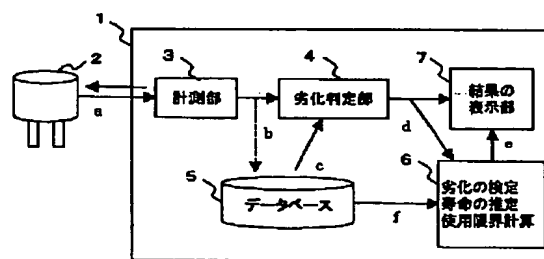 1
2
3
4
7
計測部
劣化判定部
結果の
表示部
a
b
c
d
e
5
6
データベース
f
劣化の検定
寿命の推定
使用限界計算